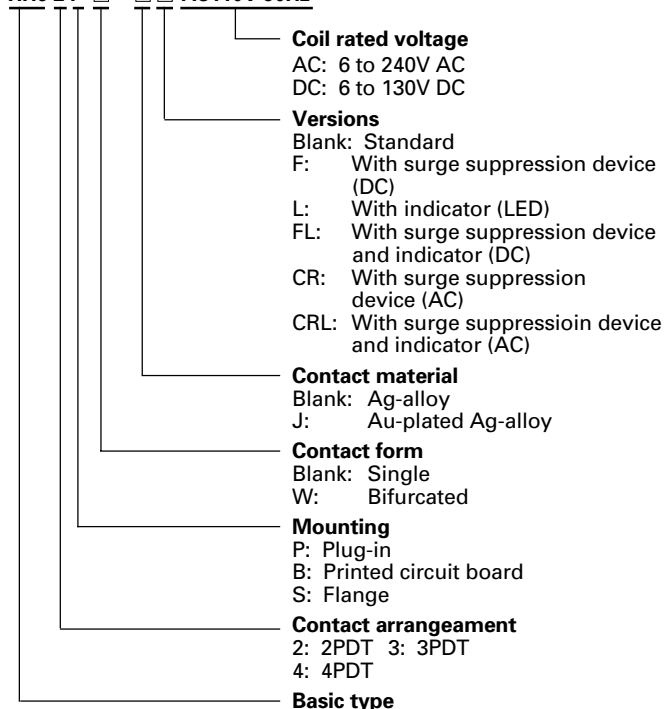 Coil rated voltage
AC: 6 to 240V AC
DC: 6 to 130V DC
Versions
Blank: Standard
F: With surge suppression device
(DC)
L: With indicator (LED)
FL: With surge suppression device
and indicator (DC)
CR: With surge suppression
device (AC)
CRL: With surge suppressioin device
and indicator (AC)
Contact material
Blank: Ag-alloy
J: Au-plated Ag-alloy
Contact form
Blank: Single
W: Bifurcated
Mounting
P: Plug-in
B: Printed circuit board
S: Flange
Contact arrangeament
2: 2PDT 3: 3PDT
4: 4PDT
Basic type